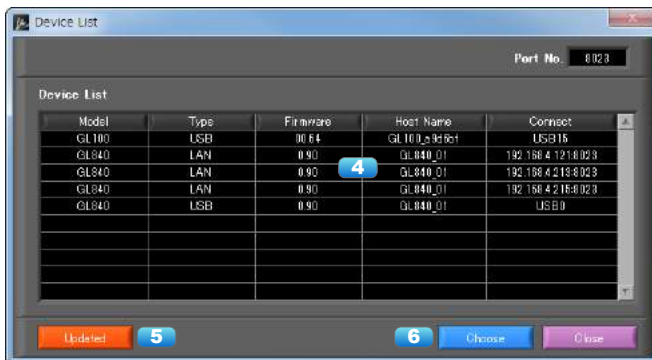 Device List
Port No. 8023
Device List
Model Type Firmware Host Name Connect
GL100 USB 00.64 GL100_a9d6bf USB15
GL840 LAN 0.90 GL840_01 192.168.4.121:8023
4
GL840 LAN 0.90 GL840_01 192.168.4.213:8023
GL840 LAN 0.90 GL840_01 192.168.4.215:8023
GL840 USB 0.90 GL840_01 USB0
Updated 5 6 Choose Close